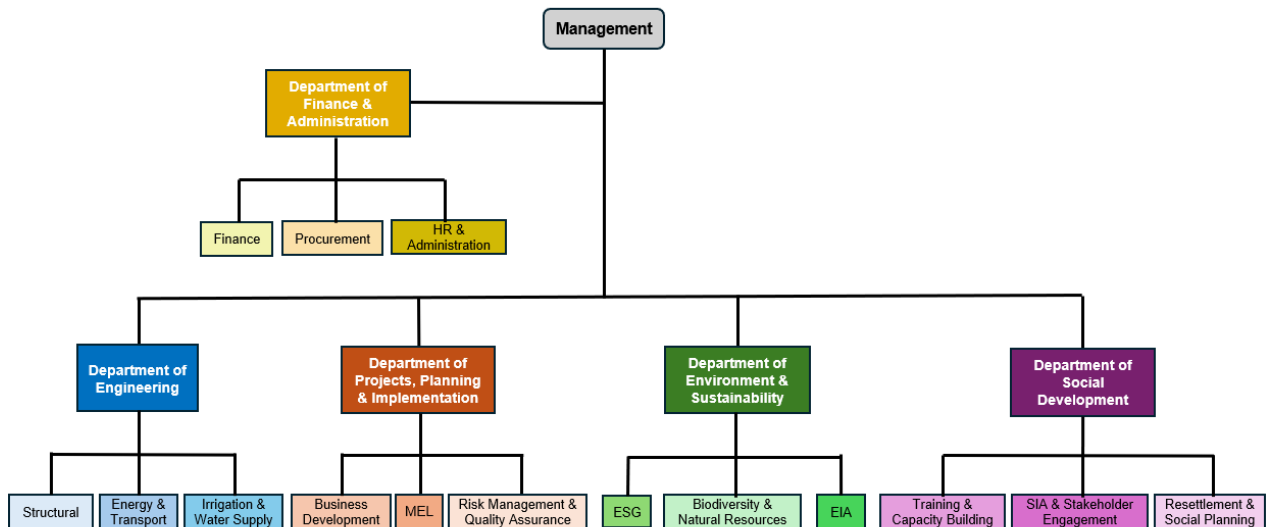 Management
Department of
Finance &
Administration
Finance
Procurement
HR &
Administration
Department of
Engineering
Department of
Projects, Planning
& Implementation
Department of
Environment &
Sustainability
Department of
Social
Development
Structural
Energy &
Transport
Irrigation &
Water Supply
Business
Development
MEL
Risk Management &
Quality Assurance
ESG
Biodiversity &
Natural Resources
EIA
Training &
Capacity Building
SIA & Stakeholder
Engagement
Resettlement &
Social Planning